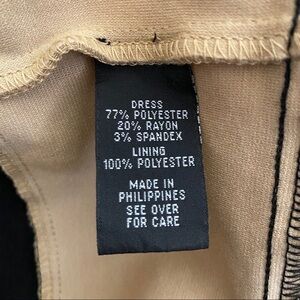 DRESS
77% POLYESTER
20% RAYON
3% SPANDEX
LINING
100% POLYESTER
MADE IN
PHILIPPINES
SEE OVER
FOR CARE